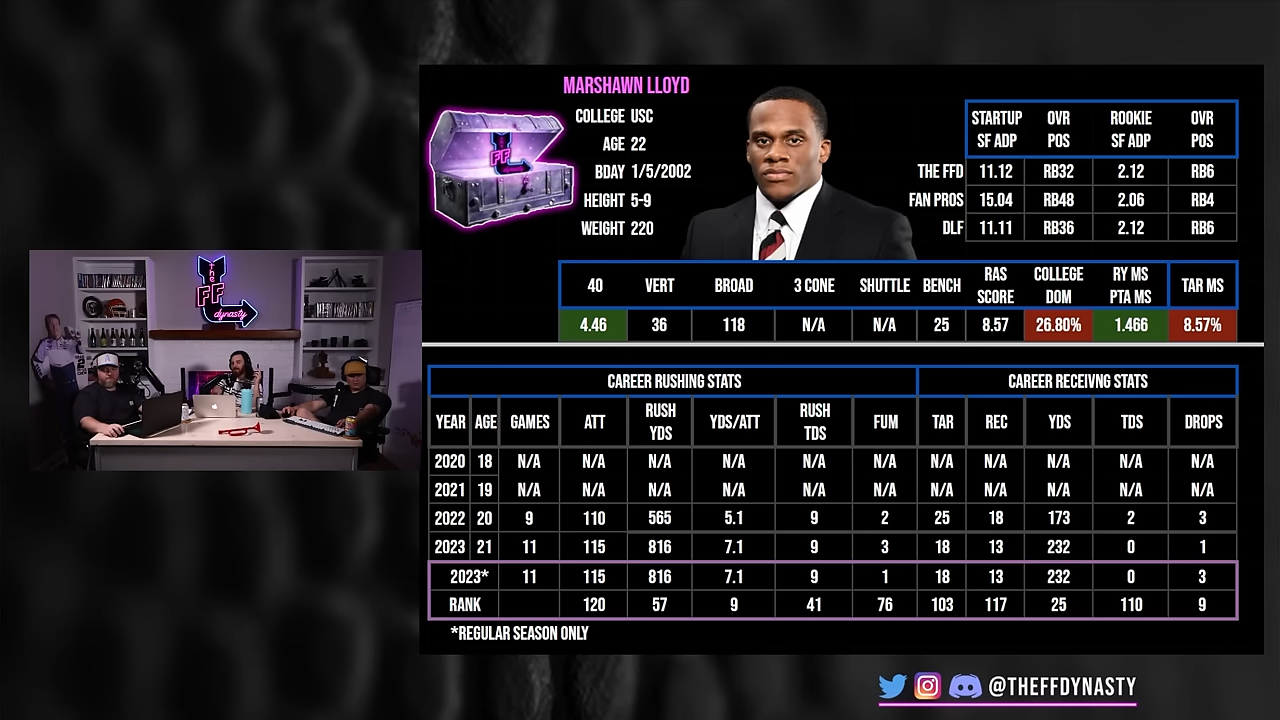 MARSHAWN LLOYD
COLLEGE USC
AGE 22
BDAY 1/5/2002
HEIGHT 5-9
WEIGHT 220
FF
STARTUP SF ADP OVR POS ROOKIE SF ADP OVR POS
THE FFD 11.12 RB32 2.12 RB6
FAN PROS 15.04 RB48 2.06 RB4
DLF 11.11 RB36 2.12 RB6
40 VERT BROAD 3 CONE SHUTTLE BENCH RAS SCORE COLLEGE DOM RY MS PTA MS TAR MS
4.46 36 118 N/A N/A 25 8.57 26.80% 1.466 8.57%
the
FF
dynasty
CAREER RUSHING STATS CAREER RECEIVNG STATS
YEAR AGE GAMES ATT RUSH YDS YDS/ATT RUSH TDS FUM TAR REC YDS TDS DROPS
2020 18 N/A N/A N/A N/A N/A N/A N/A N/A N/A N/A N/A
2021 19 N/A N/A N/A N/A N/A N/A N/A N/A N/A N/A N/A
2022 20 9 110 565 5.1 9 2 25 18 173 2 3
2023 21 11 115 816 7.1 9 3 18 13 232 0 1
2023* 11 115 816 7.1 9 1 18 13 232 0 3
RANK 120 57 9 41 76 103 117 25 110 9
*REGULAR SEASON ONLY
@THEFFDYNASTY